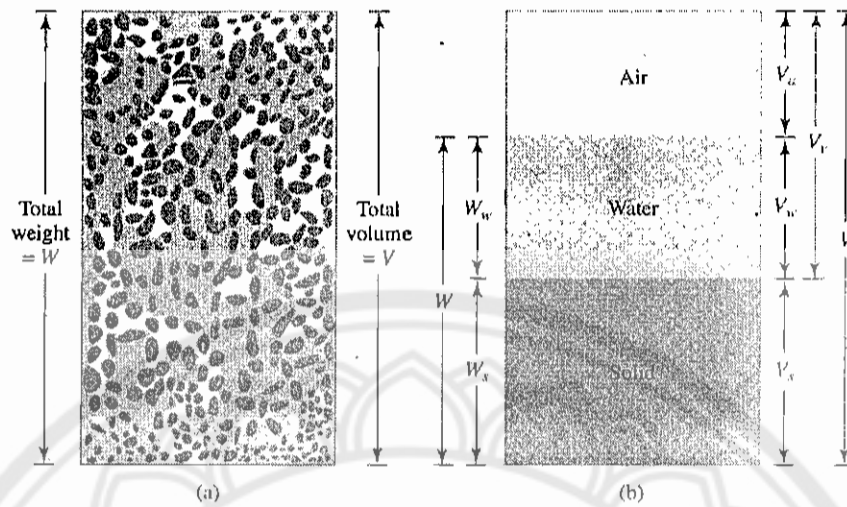 Total
weight
= W
Total
volume
= V
(a)
W
W_w
W_s
Air
Water
Solid
V_a
V_w
V_s
V_v
(b)